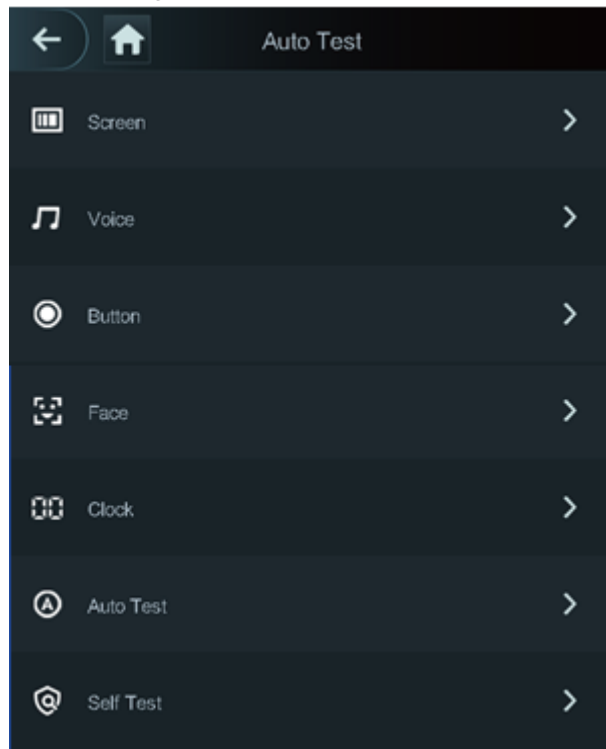 Auto Test
Screen
Voice
Button
Face
Clock
Auto Test
Self Test